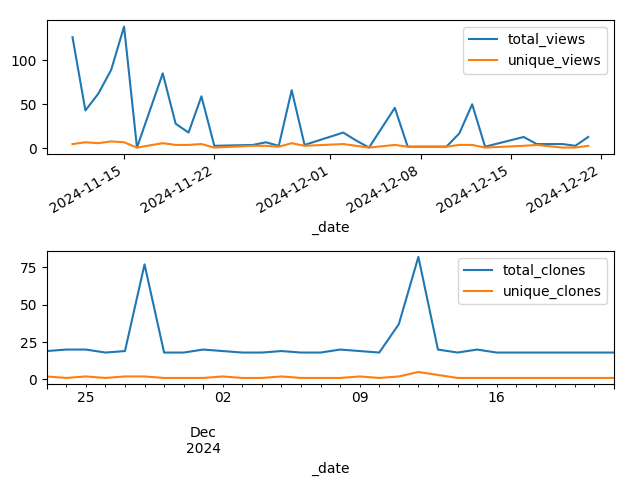 total_views
unique_views
100
50
0
2024-11-15
2024-11-22
2024-12-01
2024-12-08
2024-12-15
2024-12-22
_date
total_clones
unique_clones
75
50
25
0
25
02
09
16
Dec
2024
_date